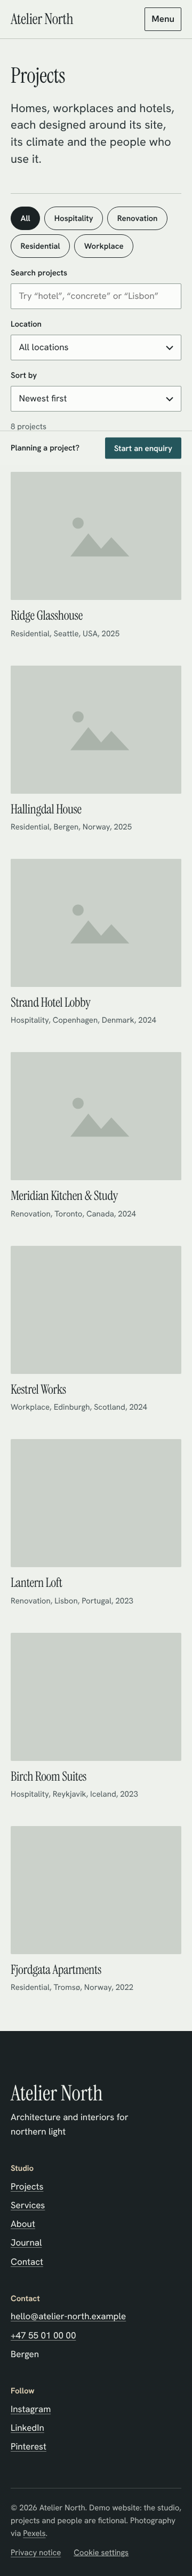 Atelier North
Menu
Projects
Homes, workplaces and hotels,
each designed around its site,
its climate and the people who
use it.
All
Hospitality
Renovation
Residential
Workplace
Search projects
Try “hotel”, “concrete” or “Lisbon”
Location
All locations
Sort by
Newest first
8 projects
Planning a project?
Start an enquiry
Ridge Glasshouse
Residential, Seattle, USA, 2025
Hallingdal House
Residential, Bergen, Norway, 2025
Strand Hotel Lobby
Hospitality, Copenhagen, Denmark, 2024
Meridian Kitchen & Study
Renovation, Toronto, Canada, 2024
Kestrel Works
Workplace, Edinburgh, Scotland, 2024
Lantern Loft
Renovation, Lisbon, Portugal, 2023
Birch Room Suites
Hospitality, Reykjavik, Iceland, 2023
Fjordgata Apartments
Residential, Tromsø, Norway, 2022
Atelier North
Architecture and interiors for
northern light
Studio
Projects
Services
About
Journal
Contact
Contact
hello@atelier-north.example
+47 55 01 00 00
Bergen
Follow
Instagram
LinkedIn
Pinterest
© 2026 Atelier North. Demo website: the studio,
projects and people are fictional. Photography
via Pexels.
Privacy notice
Cookie settings